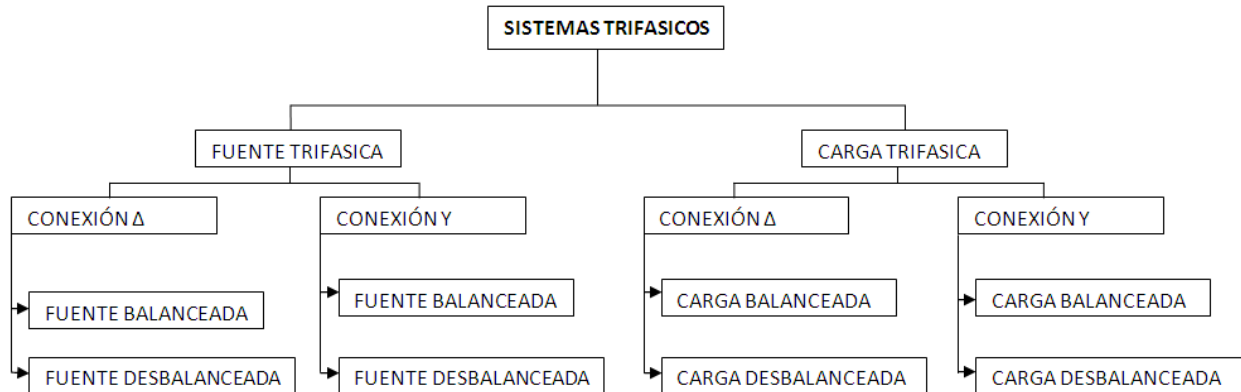 SISTEMAS TRIFASICOS
FUENTE TRIFASICA
CARGA TRIFASICA
CONEXIÓN Δ
CONEXIÓN Y
CONEXIÓN Δ
CONEXIÓN Y
FUENTE BALANCEADA
FUENTE BALANCEADA
CARGA BALANCEADA
CARGA BALANCEADA
FUENTE DESBALANCEADA
FUENTE DESBALANCEADA
CARGA DESBALANCEADA
CARGA DESBALANCEADA